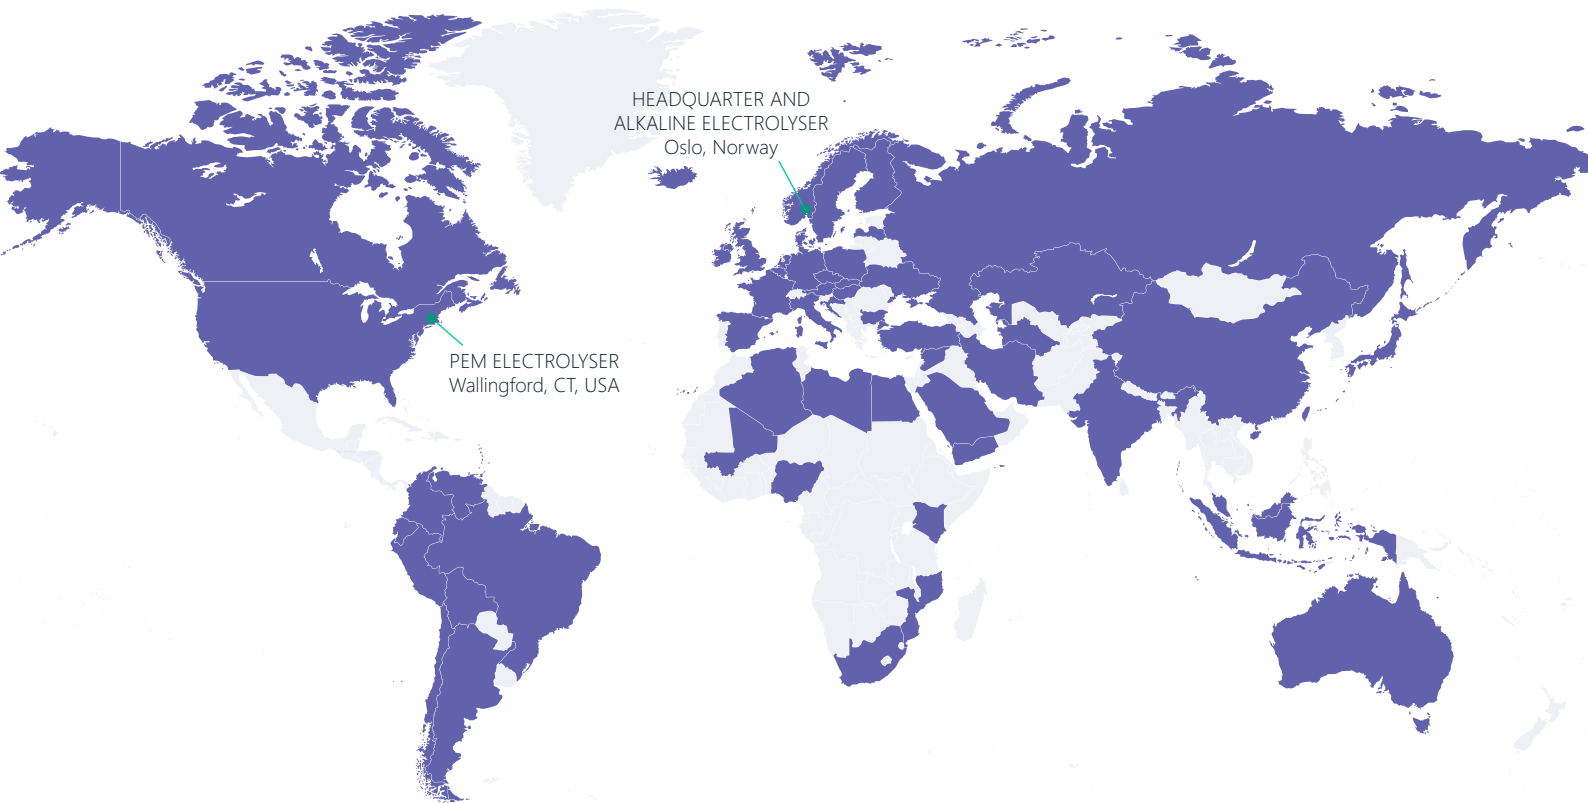 HEADQUARTER AND
ALKALINE ELECTROLYSER
Oslo, Norway
PEM ELECTROLYSER
Wallingford, CT, USA